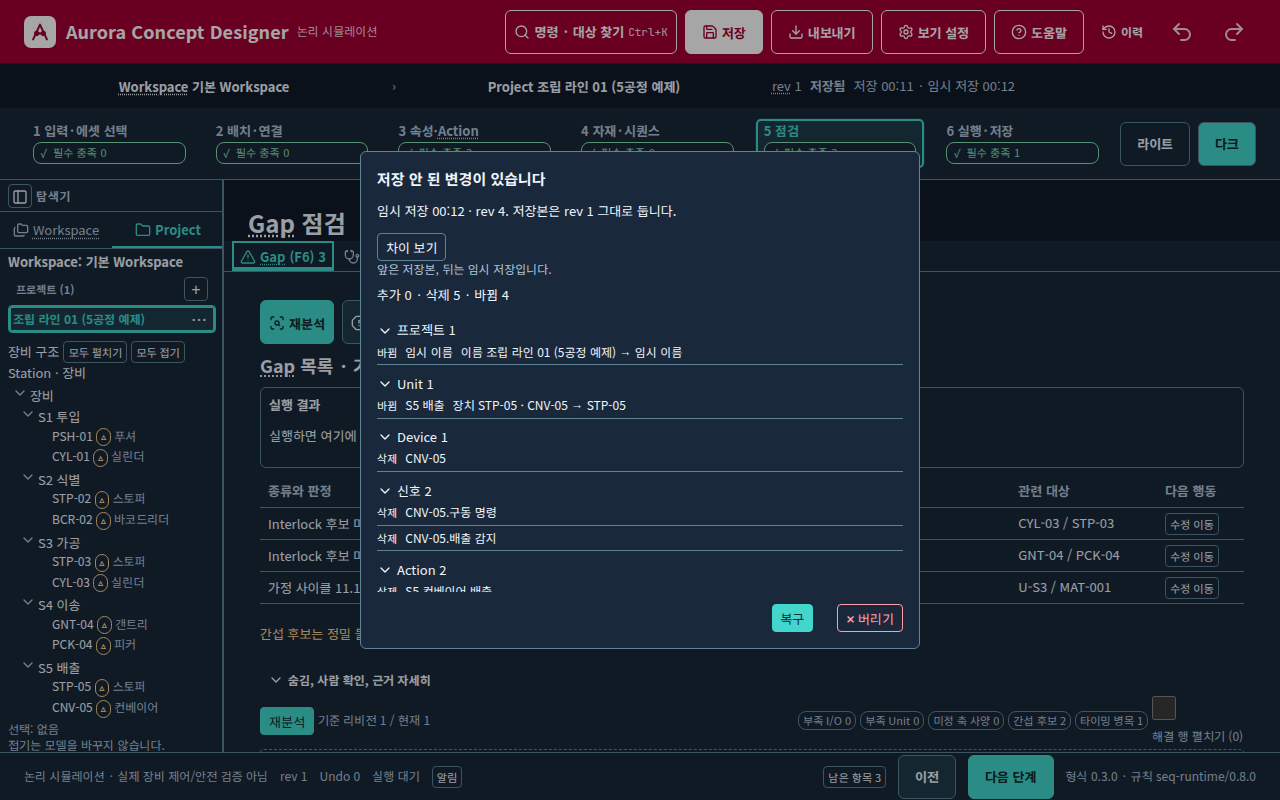 Aurora Concept Designer 논리 시뮬레이션 명령 · 대상 찾기 Ctrl+K 저장 내보내기 보기 설정 도움말 이력
Workspace 기본 Workspace › Project 조립 라인 01 (5공정 예제) rev 1 저장됨 저장 00:11 · 임시 저장 00:12
1 입력·에셋 선택 2 배치·연결 3 속성·Action 4 자재·시퀀스 5 점검 6 실행·저장 라이트 다크
✓ 필수 충족 0 ✓ 필수 충족 0 ✓ 필수 충족 1
탐색기
Workspace Project
Workspace: 기본 Workspace
프로젝트 (1) +
조립 라인 01 (5공정 예제) ···
장비 구조 모두 펼치기 모두 접기
Station · 장비
장비
S1 투입
PSH-01 푸셔
CYL-01 실린더
S2 식별
STP-02 스토퍼
BCR-02 바코드리더
S3 가공
STP-03 스토퍼
CYL-03 실린더
S4 이송
GNT-04 갠트리
PCK-04 피커
S5 배출
STP-05 스토퍼
CNV-05 컨베이어
선택: 없음
접기는 모델을 바꾸지 않습니다.
Gap 점검
Gap (F6) 3
재분석
Gap 목록 ·
실행 결과
실행하면 여기에
종류와 판정 관련 대상 다음 행동
Interlock 후보 CYL-03 / STP-03 수정 이동
Interlock 후보 GNT-04 / PCK-04 수정 이동
가정 사이클 11.1 U-S3 / MAT-001 수정 이동
간섭 후보는 정밀
숨김, 사람 확인, 근거 자세히
재분석 기준 리비전 1 / 현재 1 부족 I/O 0 부족 Unit 0 미정 축 사양 0 간섭 후보 2 타이밍 병목 1
해결 행 펼치기 (0)
저장 안 된 변경이 있습니다
임시 저장 00:12 · rev 4. 저장본은 rev 1 그대로 둡니다.
차이 보기
앞은 저장본, 뒤는 임시 저장입니다.
추가 0 · 삭제 5 · 바뀜 4
프로젝트 1
바뀜 임시 이름 이름 조립 라인 01 (5공정 예제) → 임시 이름
Unit 1
바뀜 S5 배출 장치 STP-05 · CNV-05 → STP-05
Device 1
삭제 CNV-05
신호 2
삭제 CNV-05.구동 명령
삭제 CNV-05.배출 감지
Action 2
삭제 S5 컨베이어 배출
복구 × 버리기
논리 시뮬레이션 · 실제 장비 제어/안전 검증 아님 rev 1 Undo 0 실행 대기 알림 남은 항목 3 이전 다음 단계 형식 0.3.0 · 규칙 seq-runtime/0.8.0